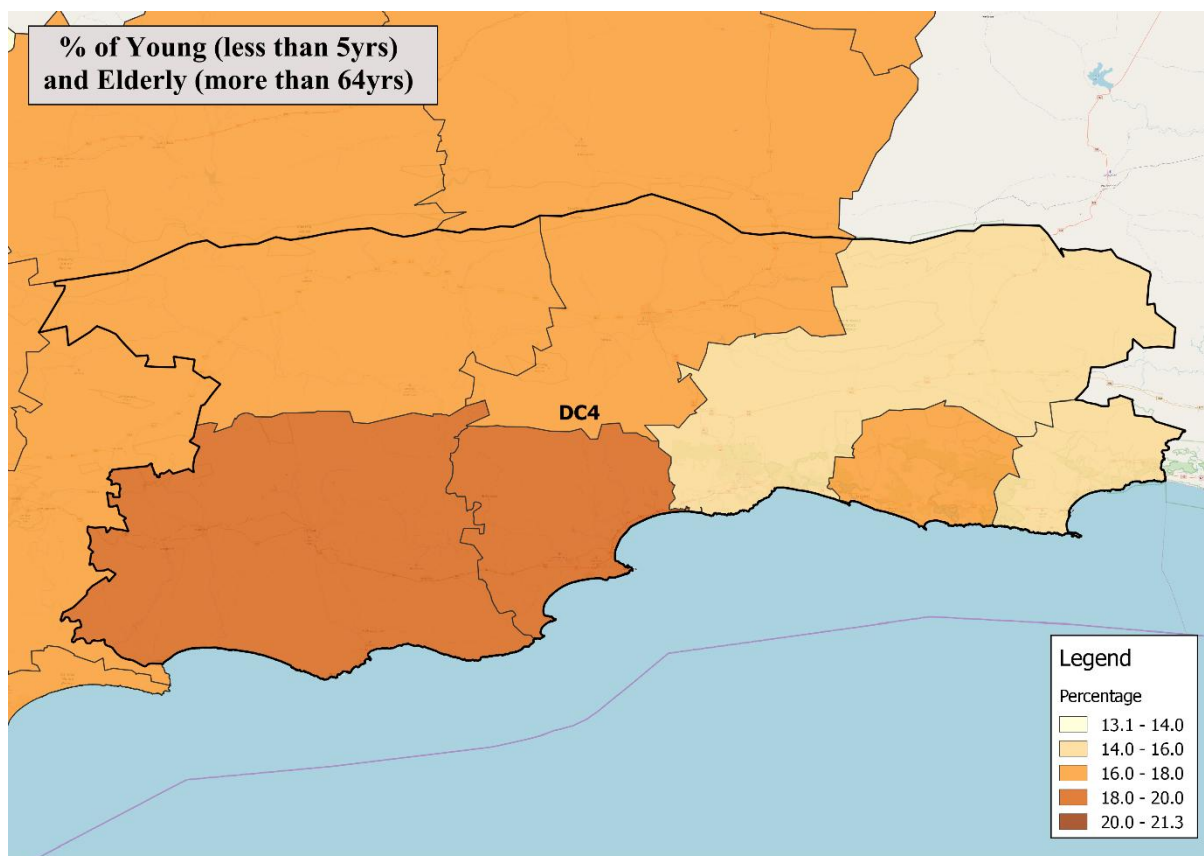 % of Young (less than 5yrs)
and Elderly (more than 64yrs)
DC4
Legend
Percentage
13.1 - 14.0
14.0 - 16.0
16.0 - 18.0
18.0 - 20.0
20.0 - 21.3